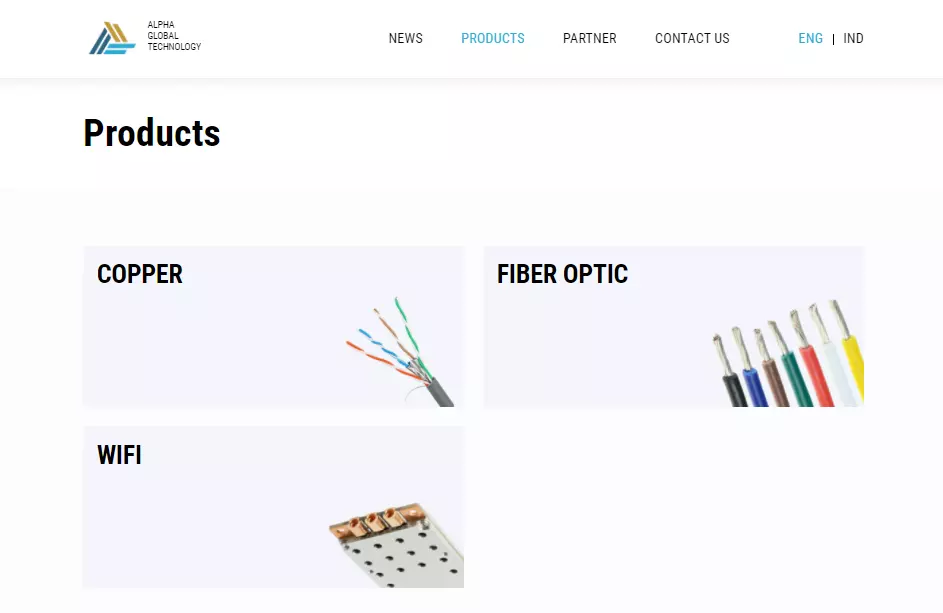 ALPHA
GLOBAL
TECHNOLOGY
NEWS PRODUCTS PARTNER CONTACT US ENG | IND
Products
COPPER FIBER OPTIC
WIFI